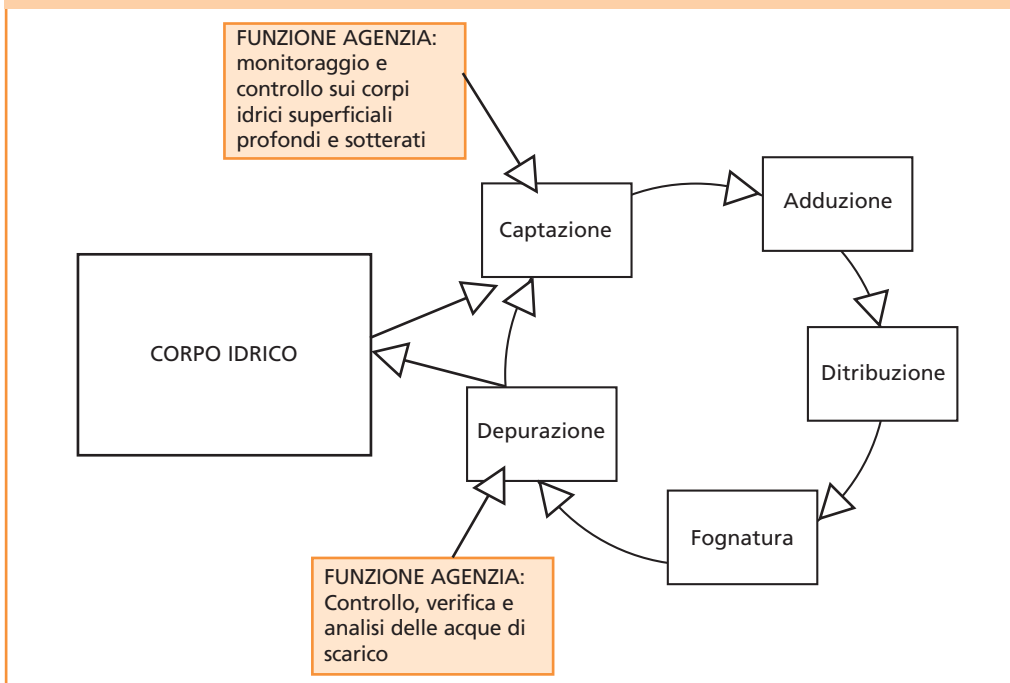 FUNZIONE AGENZIA:
monitoraggio e
controllo sui corpi
idrici superficiali
profondi e sotterati
Captazione
Adduzione
CORPO IDRICO
Ditribuzione
Depurazione
Fognatura
FUNZIONE AGENZIA:
Controllo, verifica e
analisi delle acque di
scarico